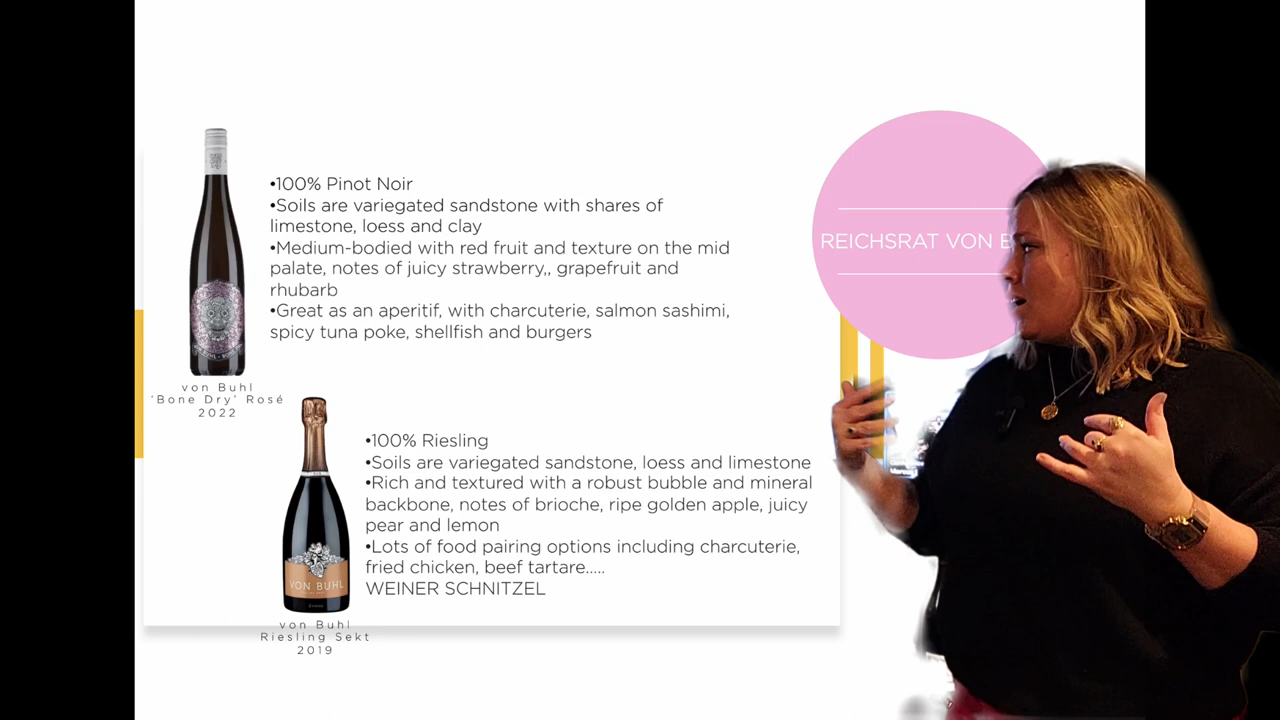 •100% Pinot Noir
•Soils are variegated sandstone with shares of
limestone, loess and clay
•Medium-bodied with red fruit and texture on the mid
palate, notes of juicy strawberry,, grapefruit and
rhubarb
•Great as an aperitif, with charcuterie, salmon sashimi,
spicy tuna poke, shellfish and burgers
von Buhl
'Bone Dry' Rosé
2022
REICHSRAT VON
•100% Riesling
•Soils are variegated sandstone, loess and limestone
•Rich and textured with a robust bubble and mineral
backbone, notes of brioche, ripe golden apple, juicy
pear and lemon
•Lots of food pairing options including charcuterie,
fried chicken, beef tartare.....
WEINER SCHNITZEL
VON BUHL
von Buhl
Riesling Sekt
2019